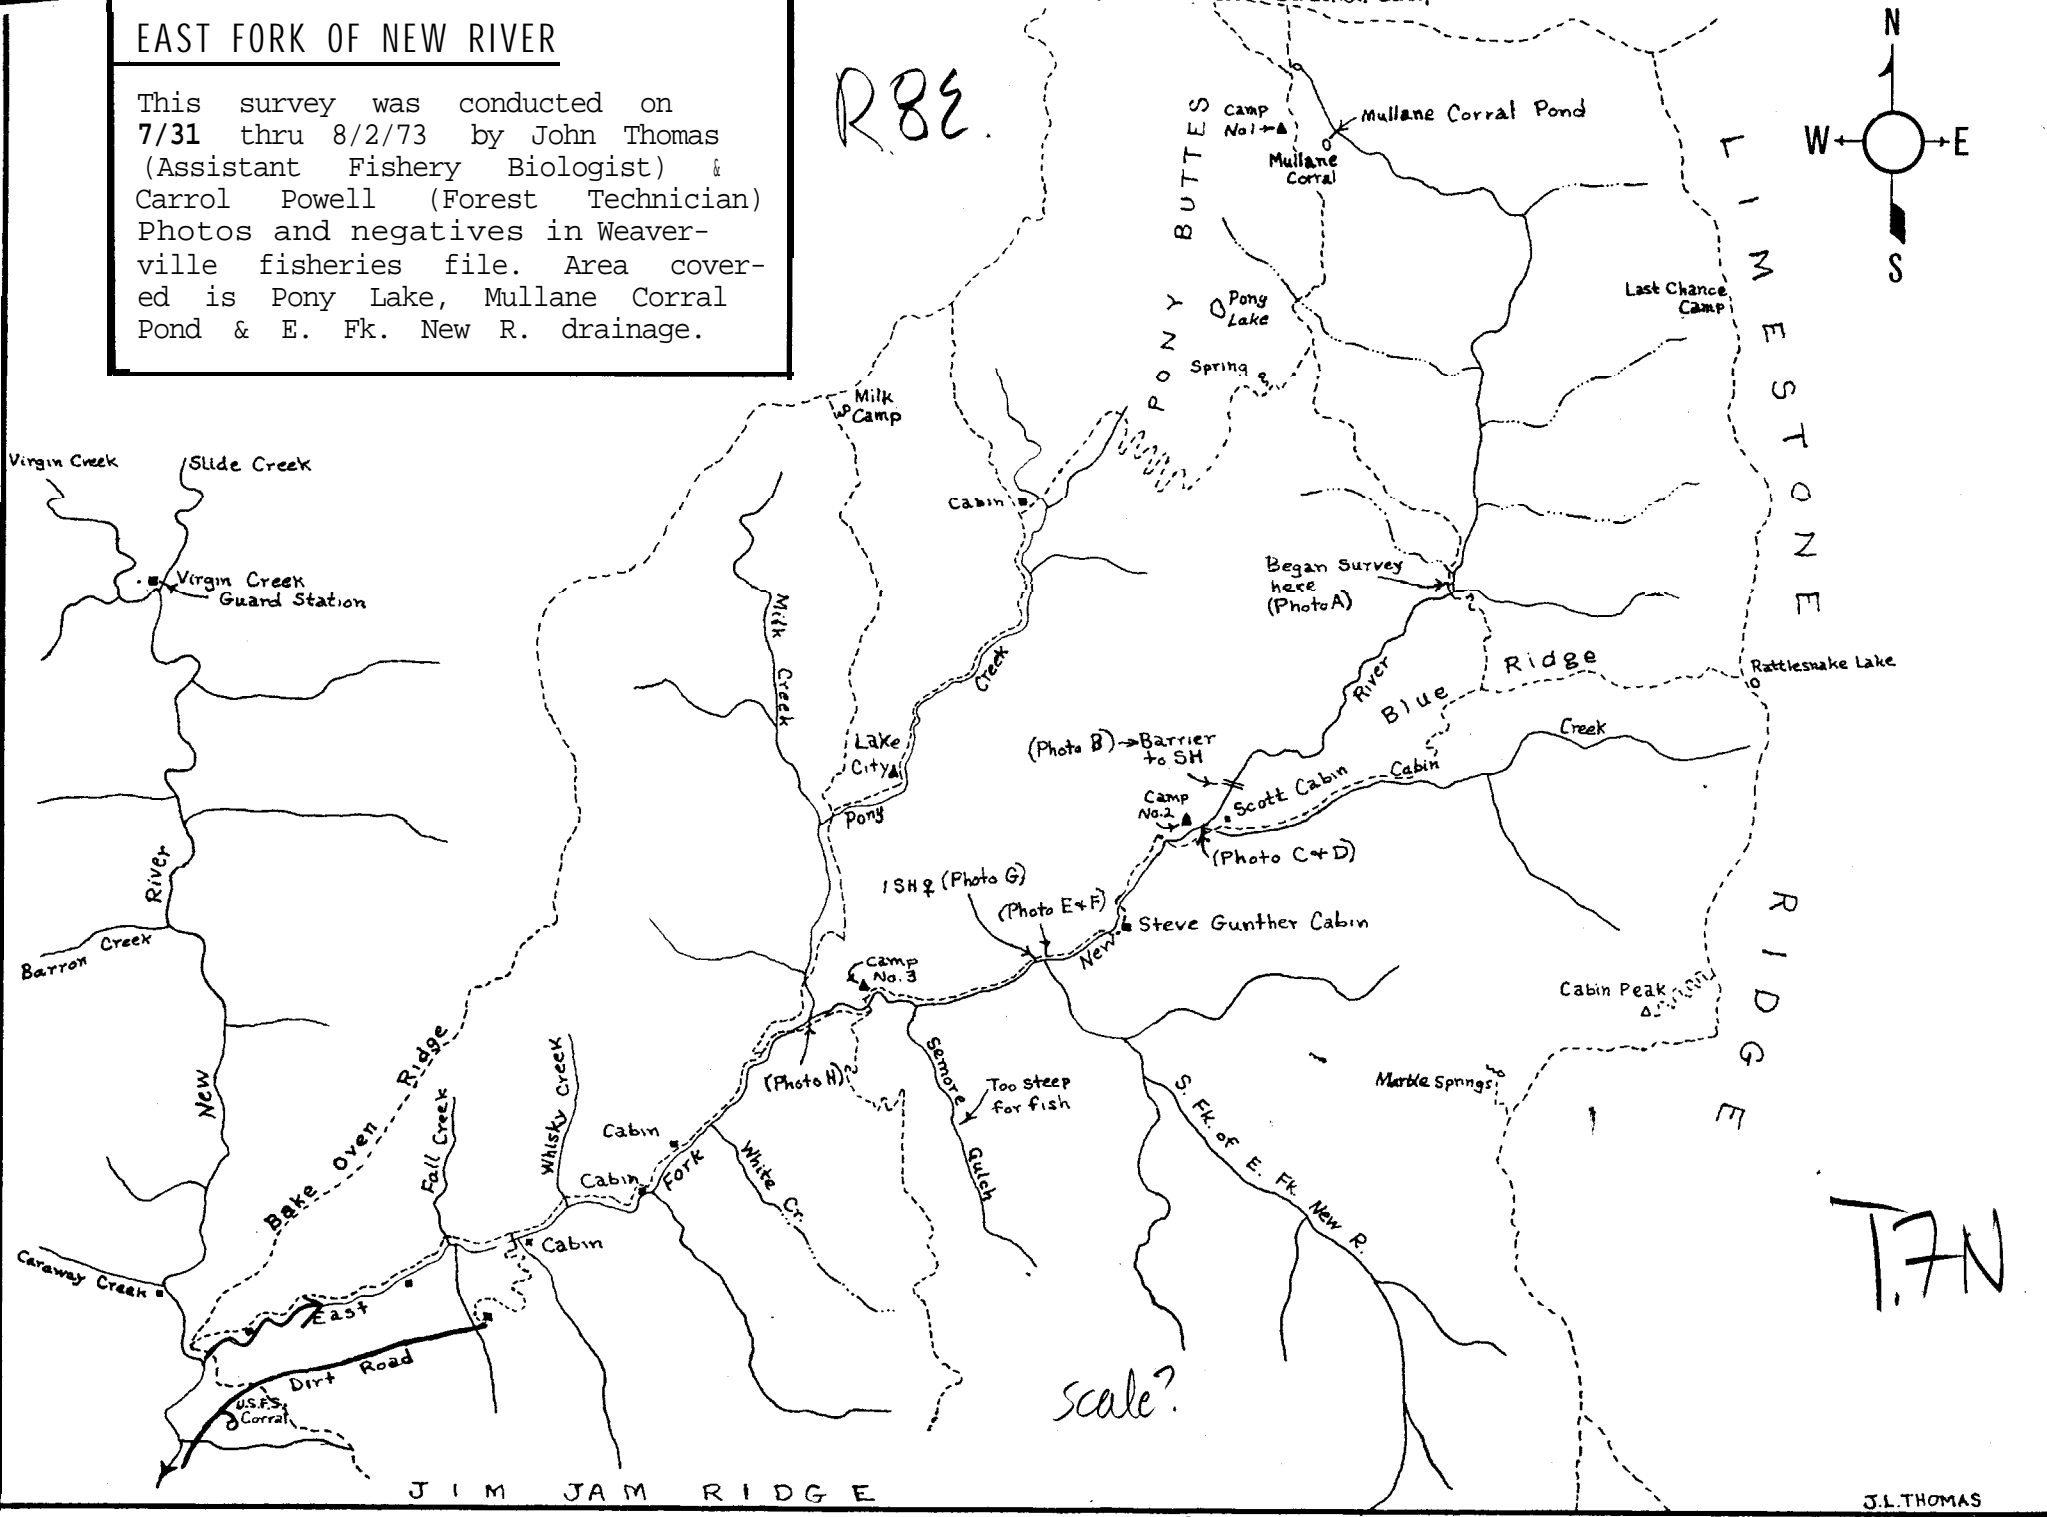 EAST FORK OF NEW RIVER
This survey was conducted on
7/31 thru 8/2/73 by John Thomas
(Assistant Fishery Biologist) &
Carrol Powell (Forest Technician)
Photos and negatives in Weaver-
ville fisheries file. Area cover-
ed is Pony Lake, Mullane Corral
Pond & E. Fk. New R. drainage.
R8E.
N
W
E
S
Camp
No1
Mullane Corral Pond
Mullane
Corral
PONY BUTTES
LIMESTONE RIDGE
Last Chance
Camp
Pony
Lake
Spring
Milk
Camp
Virgin Creek
Slide Creek
Cabin
Virgin Creek
Guard Station
Began Survey
here
(Photo A)
Milk Creek
Creek
River
Blue Ridge
Rattlesnake Lake
Creek
Lake
City
(Photo B)
Barrier
to SH
Camp
No.2
Scott Cabin
Cabin
Pony
(Photo C & D)
River
1 SH ♀ (Photo G)
(Photo E & F)
Steve Gunther Cabin
New
Barron Creek
Camp
No. 3
Cabin Peak
Bake Oven Ridge
New
Fall Creek
Whisky Creek
(Photo H)
Semore Gulch
Too steep
for fish
Marble Springs
S. Fk. of E. Fk. New R.
Cabin
Cabin
Fork
White Cr.
Cabin
Caraway Creek
East
Dirt Road
U.S.F.S.
Corral
scale?
T.7N
JIM JAM RIDGE
J.L. THOMAS